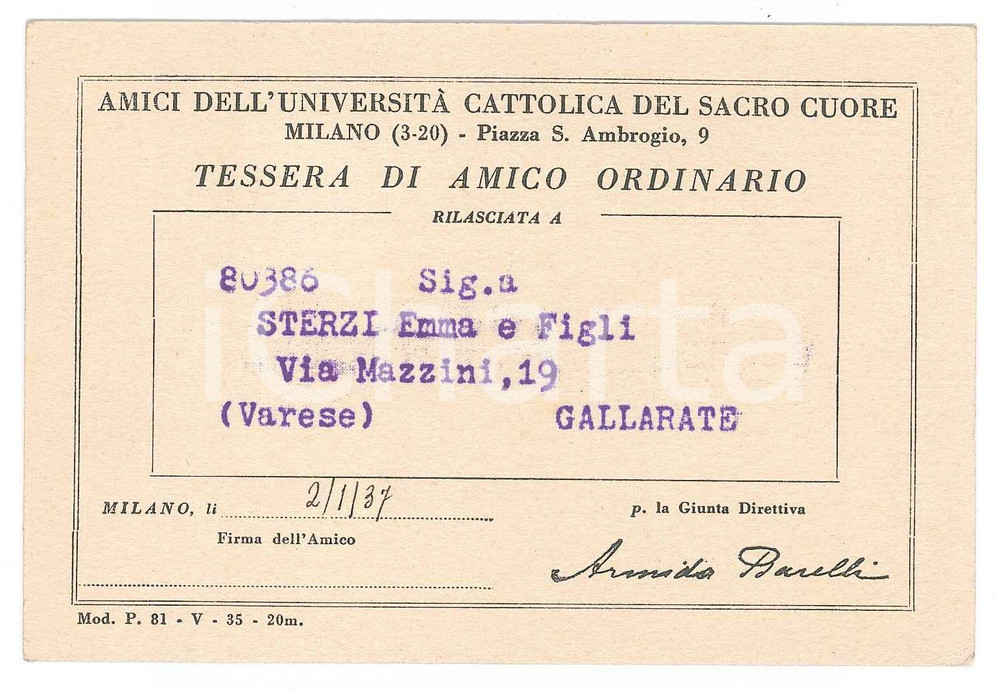 AMICI DELL'UNIVERSITÀ CATTOLICA DEL SACRO CUORE
MILANO (3-20) - Piazza S. Ambrogio, 9
TESSERA DI AMICO ORDINARIO
RILASCIATA A
80386 Sig.a
STERZI Emma e Figli
Via Mazzini,19
(Varese) GALLARATE
iCharta
MILANO, li 2/1/37
p. la Giunta Direttiva
Firma dell'Amico
Armida Barelli
Mod. P. 81 - V - 35 - 20m.